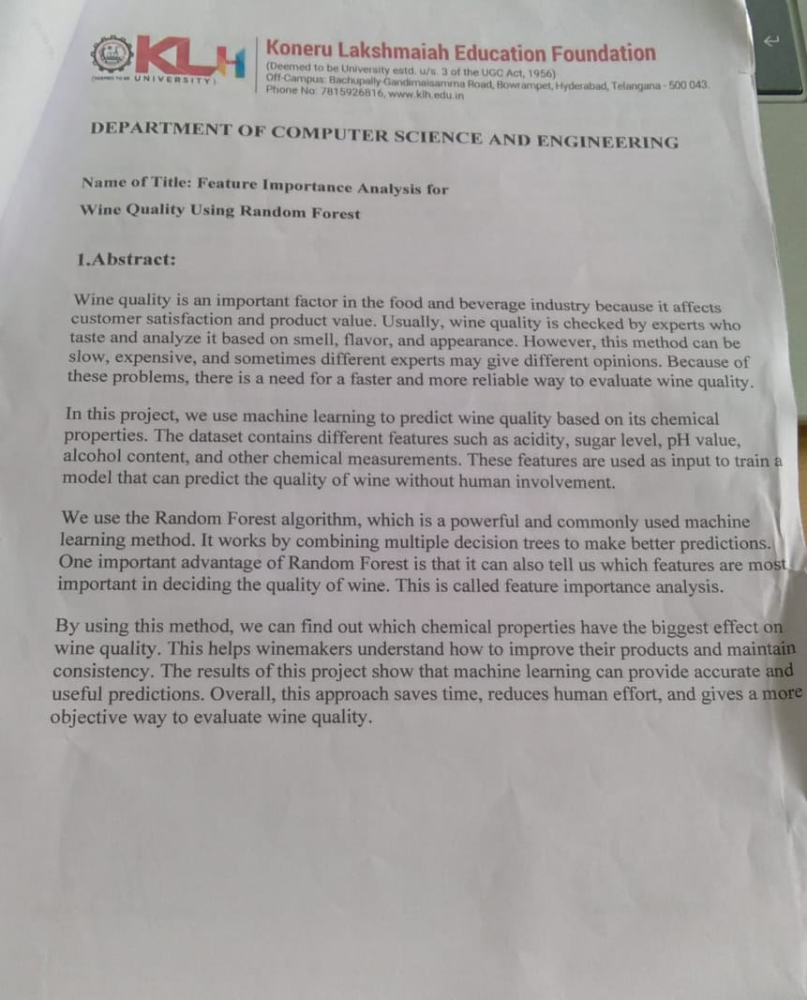 KLH
(DEEMED TO BE UNIVERSITY)
Koneru Lakshmaiah Education Foundation
(Deemed to be University estd. u/s. 3 of the UGC Act, 1956)
Off-Campus: Bachupally-Gandimaisamma Road, Bowrampet, Hyderabad, Telangana - 500 043.
Phone No: 7815926816, www.klh.edu.in
DEPARTMENT OF COMPUTER SCIENCE AND ENGINEERING
Name of Title: Feature Importance Analysis for
Wine Quality Using Random Forest
1.Abstract:
Wine quality is an important factor in the food and beverage industry because it affects
customer satisfaction and product value. Usually, wine quality is checked by experts who
taste and analyze it based on smell, flavor, and appearance. However, this method can be
slow, expensive, and sometimes different experts may give different opinions. Because of
these problems, there is a need for a faster and more reliable way to evaluate wine quality.
In this project, we use machine learning to predict wine quality based on its chemical
properties. The dataset contains different features such as acidity, sugar level, pH value,
alcohol content, and other chemical measurements. These features are used as input to train a
model that can predict the quality of wine without human involvement.
We use the Random Forest algorithm, which is a powerful and commonly used machine
learning method. It works by combining multiple decision trees to make better predictions.
One important advantage of Random Forest is that it can also tell us which features are most
important in deciding the quality of wine. This is called feature importance analysis.
By using this method, we can find out which chemical properties have the biggest effect on
wine quality. This helps winemakers understand how to improve their products and maintain
consistency. The results of this project show that machine learning can provide accurate and
useful predictions. Overall, this approach saves time, reduces human effort, and gives a more
objective way to evaluate wine quality.